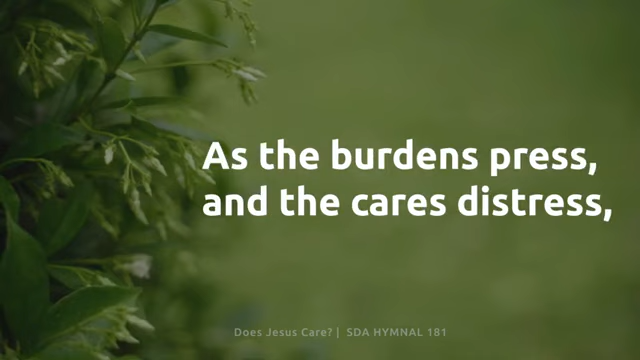 As the burdens press,
and the cares distress,
Does Jesus Care? | SDA HYMNAL 181